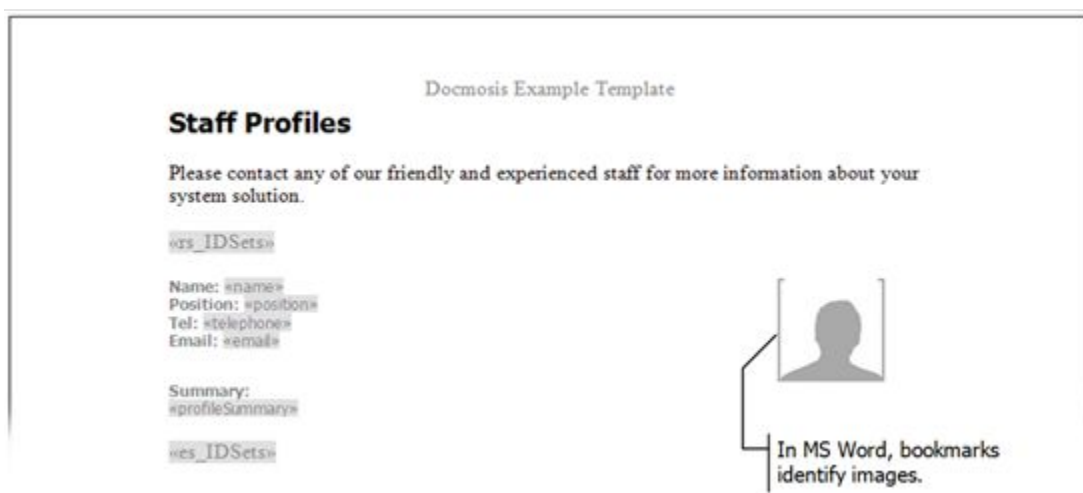 Docmosis Example Template
Staff Profiles
Please contact any of our friendly and experienced staff for more information about your
system solution.
«rs_IDSets»
Name: «name»
Position: «position»
Tel: «telephone»
Email: «email»
Summary:
«profileSummary»
«es_IDSets»
In MS Word, bookmarks
identify images.